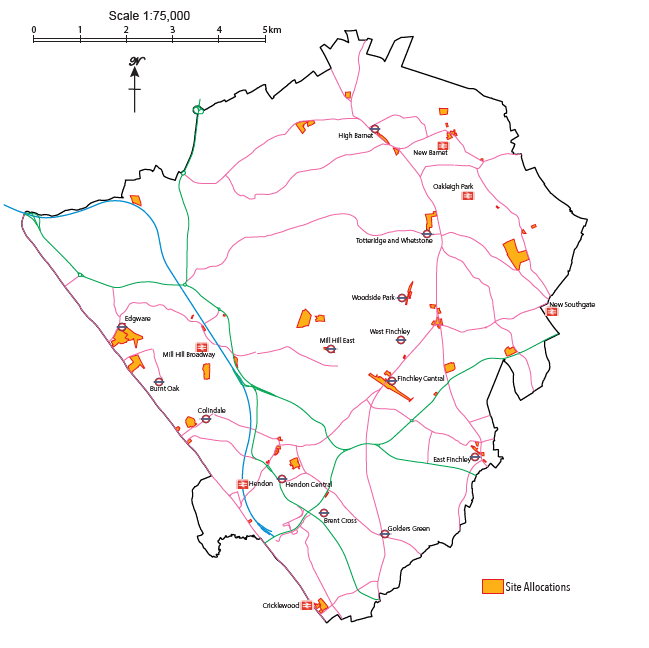 Scale 1:75,000
0 1 2 3 4 5km
N
High Barnet
New Barnet
Oakleigh Park
Totteridge and Whetstone
Woodside Park
New Southgate
Edgware
West Finchley
Mill Hill East
Mill Hill Broadway
Finchley Central
Burnt Oak
Colindale
East Finchley
Hendon
Hendon Central
Brent Cross
Golders Green
Site Allocations
Cricklewood